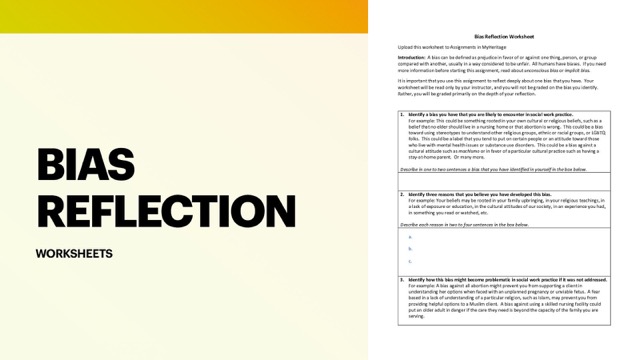 BIAS
REFLECTION
WORKSHEETS
Bias Reflection Worksheet
Upload this worksheet to Assignments in MyHeritage
Introduction: A bias can be defined as prejudice in favor of or against one thing, person, or group
compared with another, usually in a way considered to be unfair. All humans have biases. If you need
more information before starting this assignment, read about unconscious bias or implicit bias.
It is important that you use this assignment to reflect deeply about one bias that you have. Your
worksheet will be read only by your instructor, and you will not be graded on the bias you identify.
Rather, you will be graded primarily on the depth of your reflection.
1. Identify a bias you have that you are likely to encounter in social work practice.
For example: This could be something rooted in your own cultural or religious beliefs, such as a
belief that no elder should live in a nursing home or that abortion is wrong. This could be a bias
toward using stereotypes to understand other religious groups, ethnic or racial groups, or LGBTQ
folks. This could be a label that you tend to put on certain people or an attitude toward those
who live with mental health issues or substance use disorders. This could be a bias against a
cultural attitude such as machismo or in favor of a particular cultural practice such as having a
stay-at-home parent. Or many more.
Describe in one to two sentences a bias that you have identified in yourself in the box below.
2. Identify three reasons that you believe you have developed this bias.
For example: Your beliefs may be rooted in your family upbringing, in your religious teachings, in
a lack of exposure or education, in the cultural attitudes of our society, in an experience you had,
in something you read or watched, etc.
Describe each reason in two to four sentences in the box below.
a.
b.
c.
3. Identify how this bias might become problematic in social work practice if it was not addressed.
For example: A bias against all abortion might prevent you from supporting a client in
understanding her options when faced with an unplanned pregnancy or unviable fetus. A fear
based in a lack of understanding of a particular religion, such as Islam, may prevent you from
providing helpful options to a Muslim client. A bias against using a skilled nursing facility could
put an older adult in danger if the care they need is beyond the capacity of the family you are
serving.